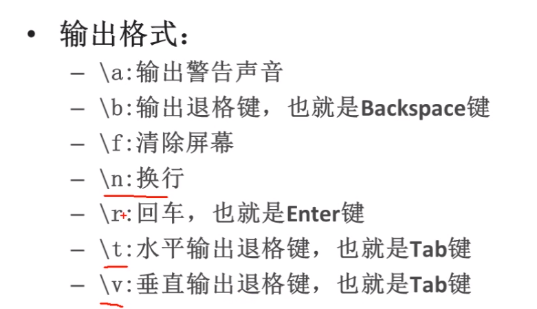 • 输出格式：
– \a:输出警告声音
– \b:输出退格键，也就是Backspace键
– \f:清除屏幕
– \n:换行
– \r:回车，也就是Enter键
– \t:水平输出退格键，也就是Tab键
– \v:垂直输出退格键，也就是Tab键